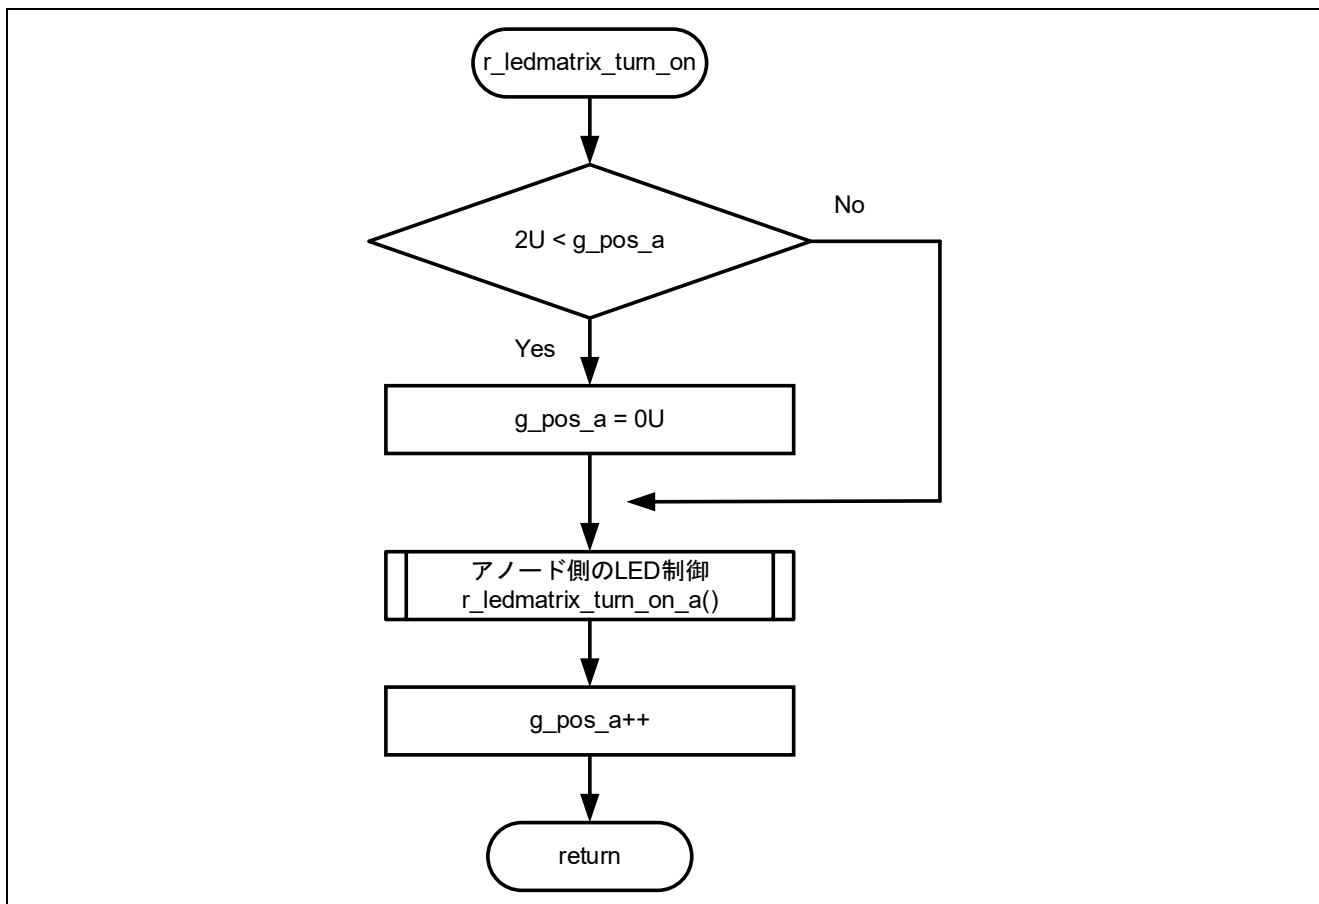 r_ledmatrix_turn_on
2U < g_pos_a
No
Yes
g_pos_a = 0U
アノード側のLED制御
r_ledmatrix_turn_on_a()
g_pos_a++
return